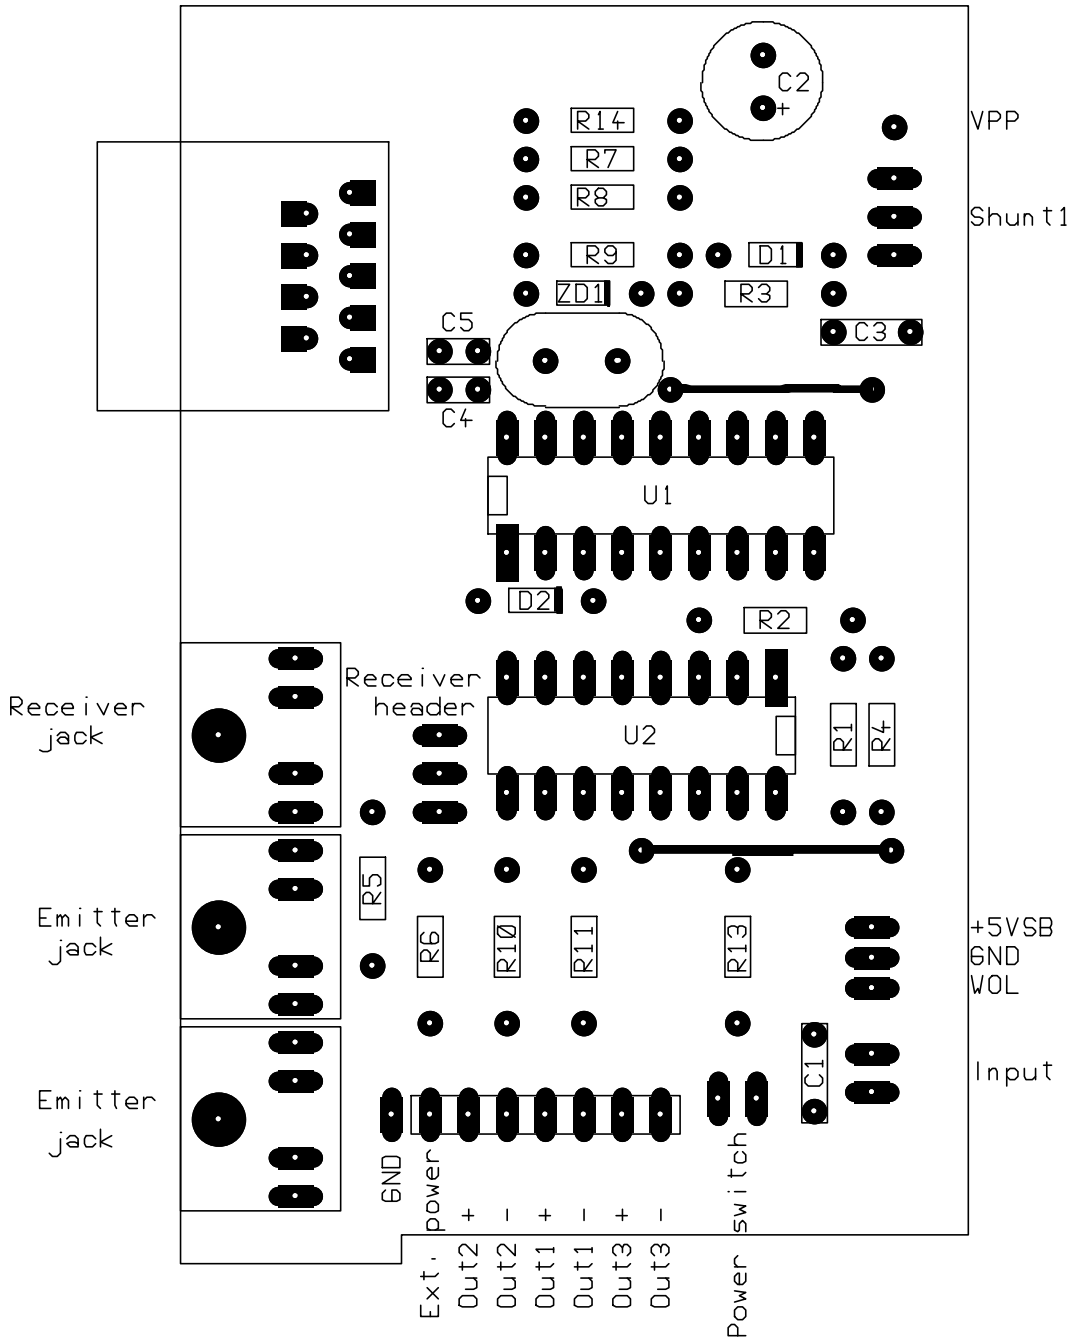 C2
+
R14
VPP
R7
R8
Shunt1
R9
D1
ZD1
R3
C5
C3
C4
U1
D2
R2
Receiver
header
Receiver
jack
U2
R1
R4
R5
Emitter
jack
R6
R10
R11
R13
+5VSB
GND
WOL
C1
Input
Emitter
jack
GND
Ext. power
Out2 +
Out2 -
Out1 +
Out1 -
Out3 +
Out3 -
Power switch